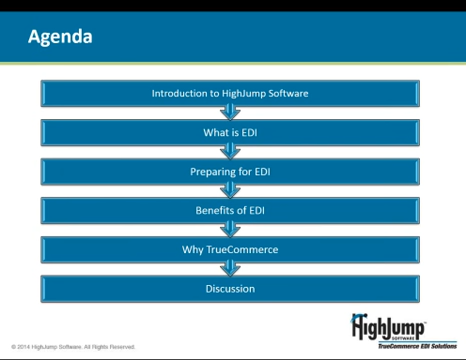 Agenda
Introduction to HighJump Software
What is EDI
Preparing for EDI
Benefits of EDI
Why TrueCommerce
Discussion
HighJump
SOFTWARE
TrueCommerce EDI Solutions
© 2014 HighJump Software. All Rights Reserved.